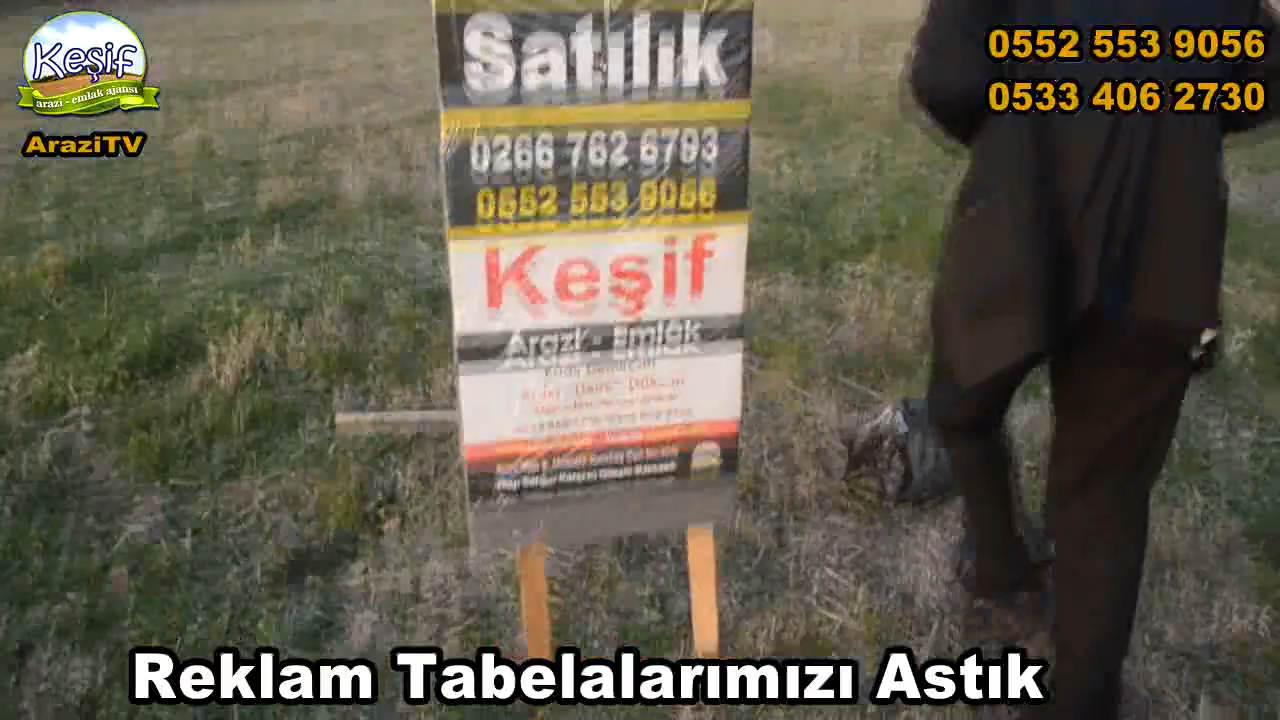 Keşif
arazi - emlak ajansı
AraziTV
0552 553 9056
0533 406 2730
Satılık
0266 762 6793
0552 553 9056
Keşif
Arazi - Emlak
Reklam Tabelalarımızı Astık